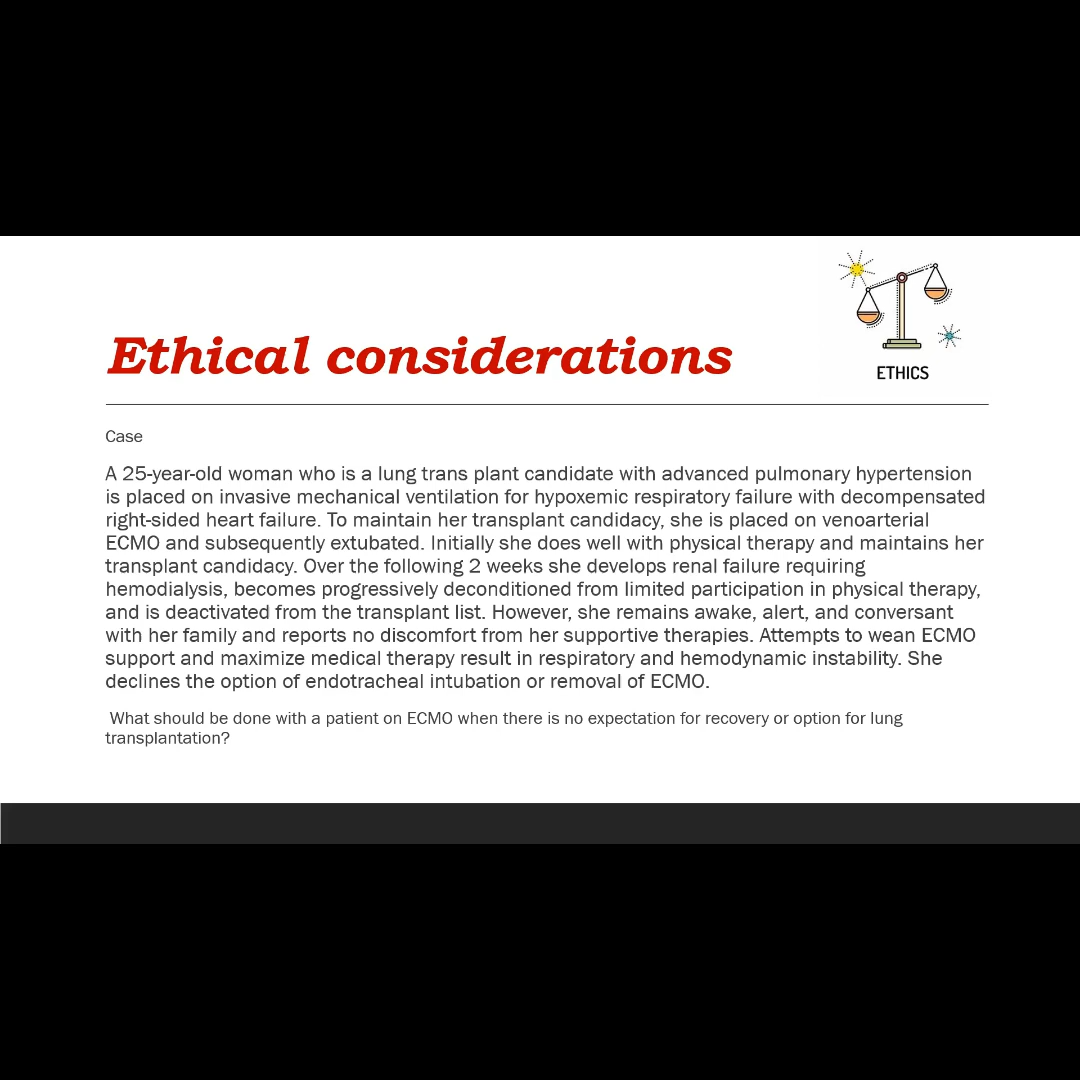 ETHICS
Ethical considerations
Case
A 25-year-old woman who is a lung trans plant candidate with advanced pulmonary hypertension
is placed on invasive mechanical ventilation for hypoxemic respiratory failure with decompensated
right-sided heart failure. To maintain her transplant candidacy, she is placed on venoarterial
ECMO and subsequently extubated. Initially she does well with physical therapy and maintains her
transplant candidacy. Over the following 2 weeks she develops renal failure requiring
hemodialysis, becomes progressively deconditioned from limited participation in physical therapy,
and is deactivated from the transplant list. However, she remains awake, alert, and conversant
with her family and reports no discomfort from her supportive therapies. Attempts to wean ECMO
support and maximize medical therapy result in respiratory and hemodynamic instability. She
declines the option of endotracheal intubation or removal of ECMO.
What should be done with a patient on ECMO when there is no expectation for recovery or option for lung
transplantation?